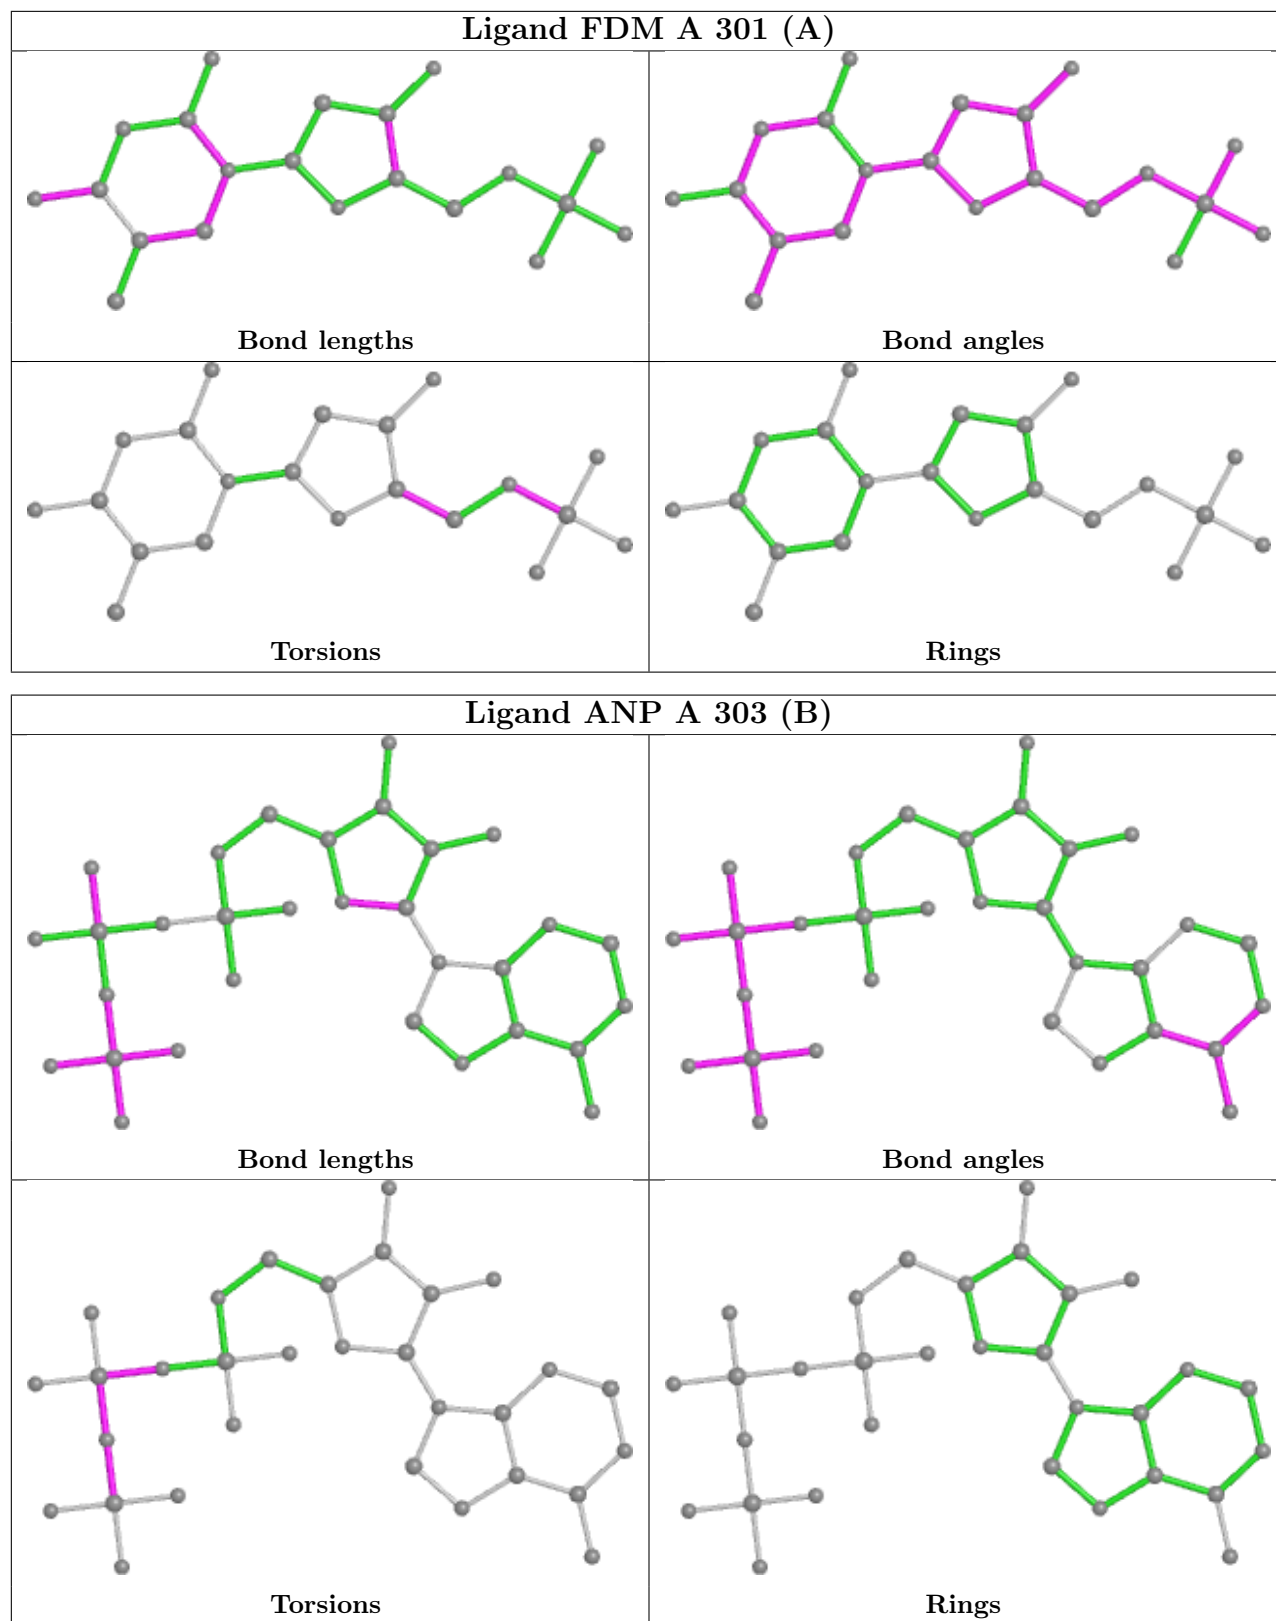 Ligand FDM A 301 (A)
Bond lengths
Bond angles
Torsions
Rings
Ligand ANP A 303 (B)
Bond lengths
Bond angles
Torsions
Rings